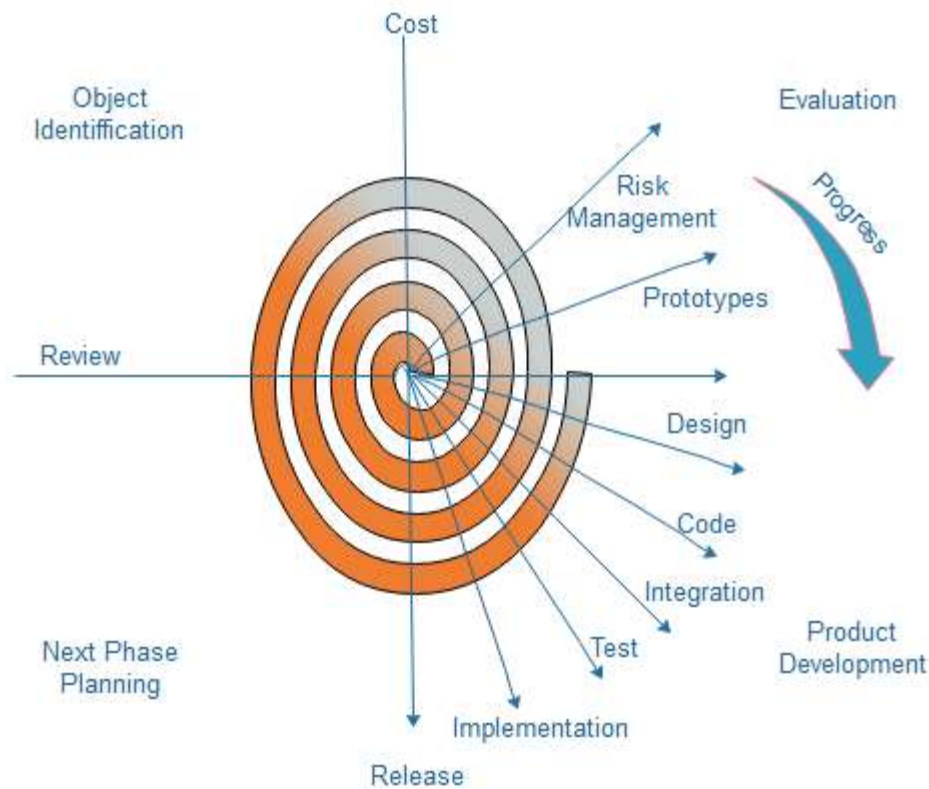 Cost
Object
Identiffication
Evaluation
Progress
Risk
Management
Prototypes
Review
Design
Code
Integration
Product
Development
Test
Next Phase
Planning
Implementation
Release